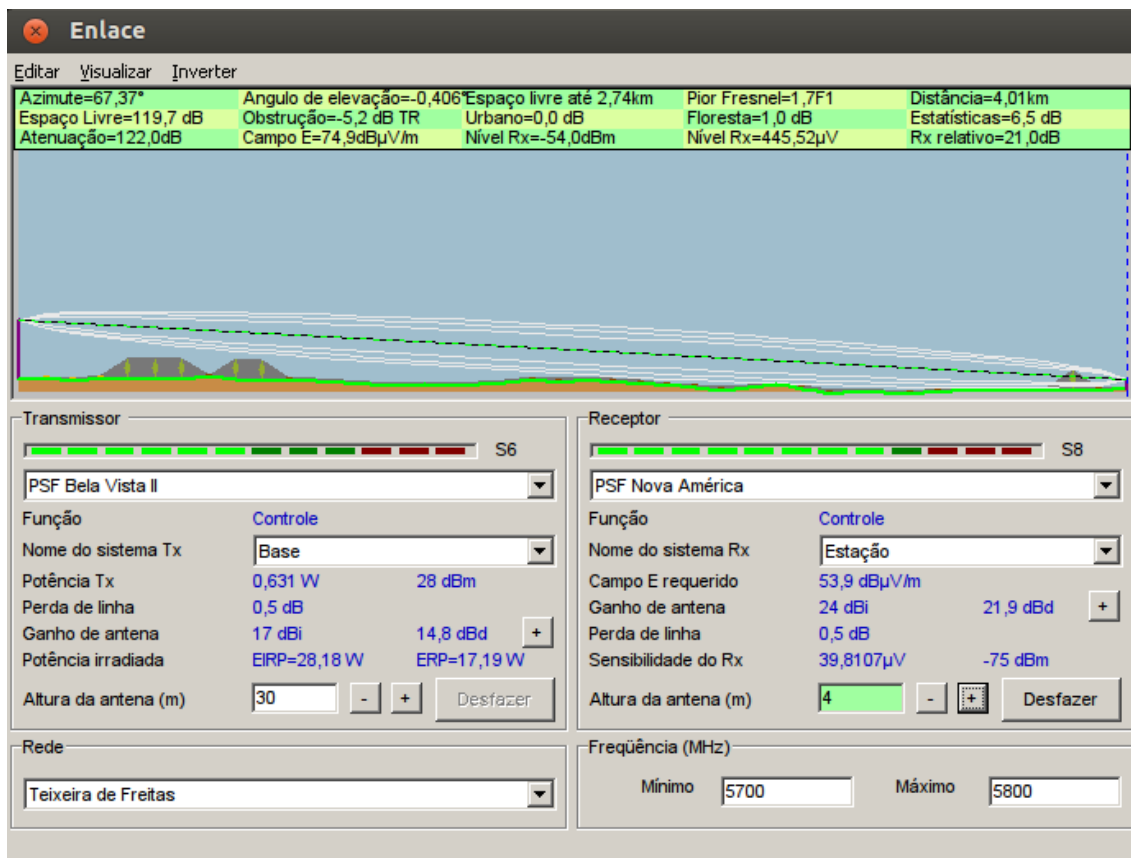 Enlace
Editar Visualizar Inverter
Azimute=67,37° Angulo de elevação=-0,406° Espaço livre até 2,74km Pior Fresnel=1,7F1 Distância=4,01km
Espaço Livre=119,7 dB Obstrução=-5,2 dB TR Urbano=0,0 dB Floresta=1,0 dB Estatísticas=6,5 dB
Atenuação=122,0dB Campo E=74,9dBµV/m Nível Rx=-54,0dBm Nível Rx=445,52µV Rx relativo=21,0dB
Transmissor
S6
PSF Bela Vista II
Função Controle
Nome do sistema Tx Base
Potência Tx 0,631 W 28 dBm
Perda de linha 0,5 dB
Ganho de antena 17 dBi 14,8 dBd +
Potência irradiada EIRP=28,18 W ERP=17,19 W
Altura da antena (m) 30 - + Desfazer
Receptor
S8
PSF Nova América
Função Controle
Nome do sistema Rx Estação
Campo E requerido 53,9 dBµV/m
Ganho de antena 24 dBi 21,9 dBd +
Perda de linha 0,5 dB
Sensibilidade do Rx 39,8107µV -75 dBm
Altura da antena (m) 4 - + Desfazer
Rede
Teixeira de Freitas
Freqüência (MHz)
Mínimo 5700 Máximo 5800